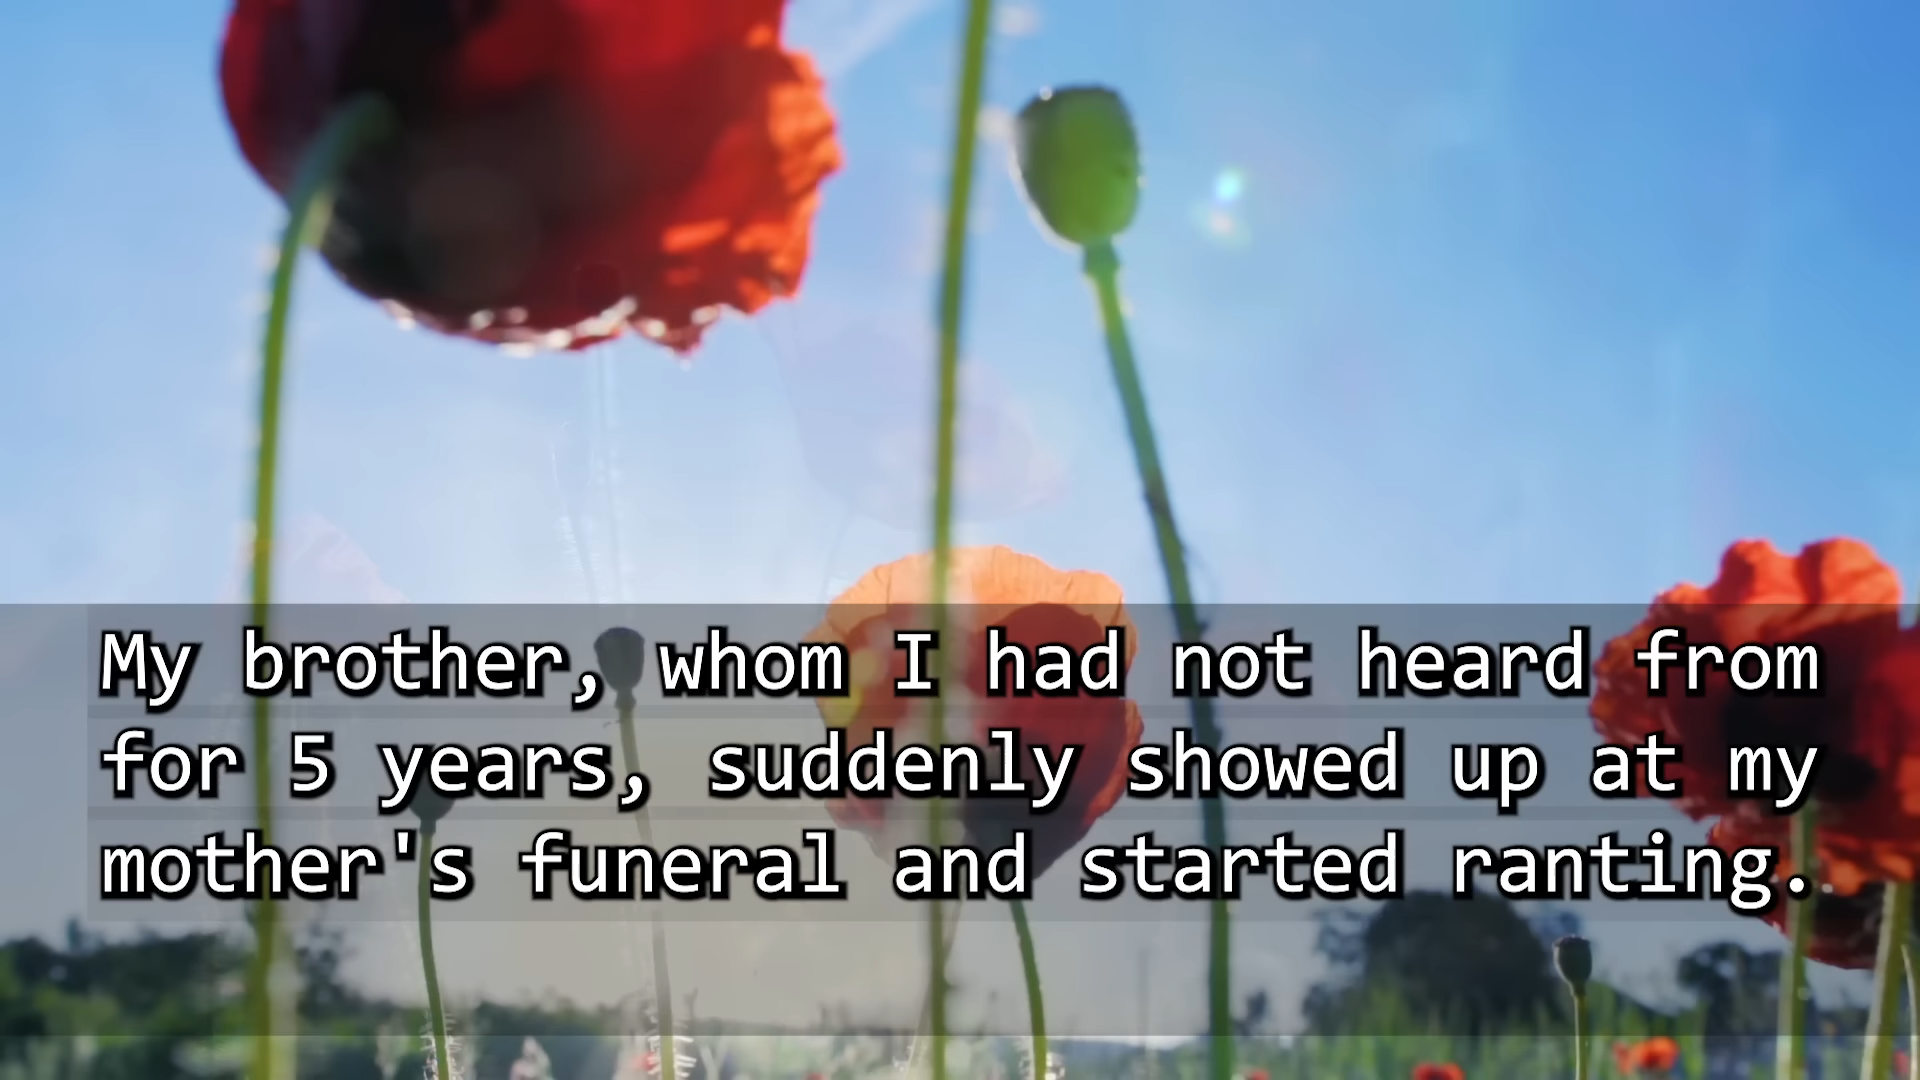 My brother, whom I had not heard from
for 5 years, suddenly showed up at my
mother's funeral and started ranting.